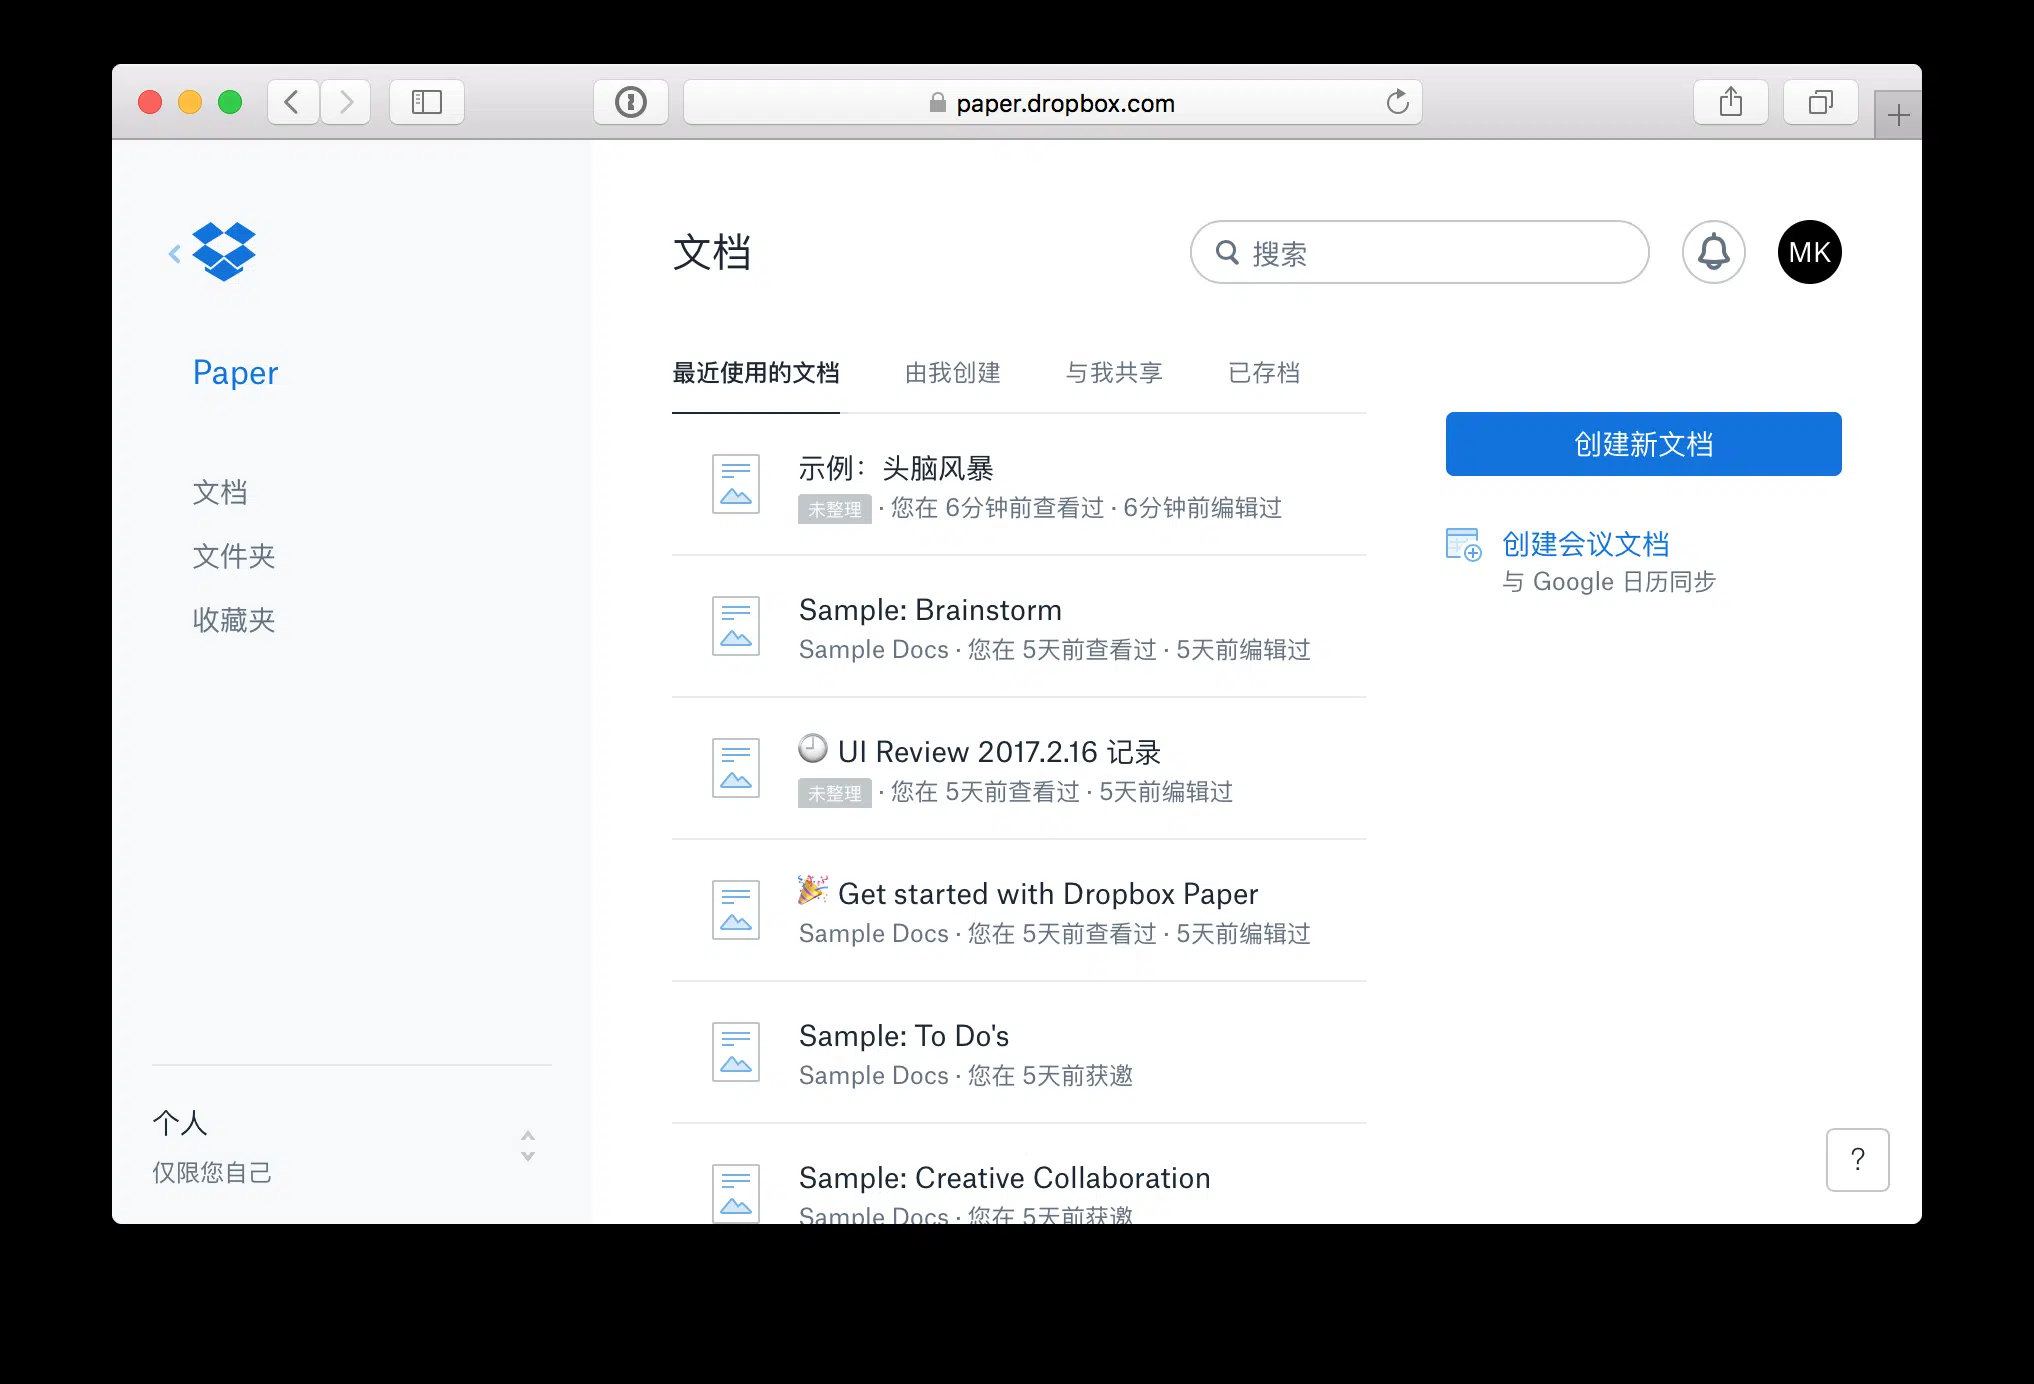 paper.dropbox.com
文档
搜索
MK
Paper
文档
文件夹
收藏夹
最近使用的文档
由我创建
与我共享
已存档
示例：头脑风暴
未整理 · 您在 6分钟前查看过 · 6分钟前编辑过
Sample: Brainstorm
Sample Docs · 您在 5天前查看过 · 5天前编辑过
UI Review 2017.2.16 记录
未整理 · 您在 5天前查看过 · 5天前编辑过
Get started with Dropbox Paper
Sample Docs · 您在 5天前查看过 · 5天前编辑过
Sample: To Do's
Sample Docs · 您在 5天前获邀
Sample: Creative Collaboration
Sample Docs · 您在 5天前获邀
创建新文档
创建会议文档
与 Google 日历同步
个人
仅限您自己
?